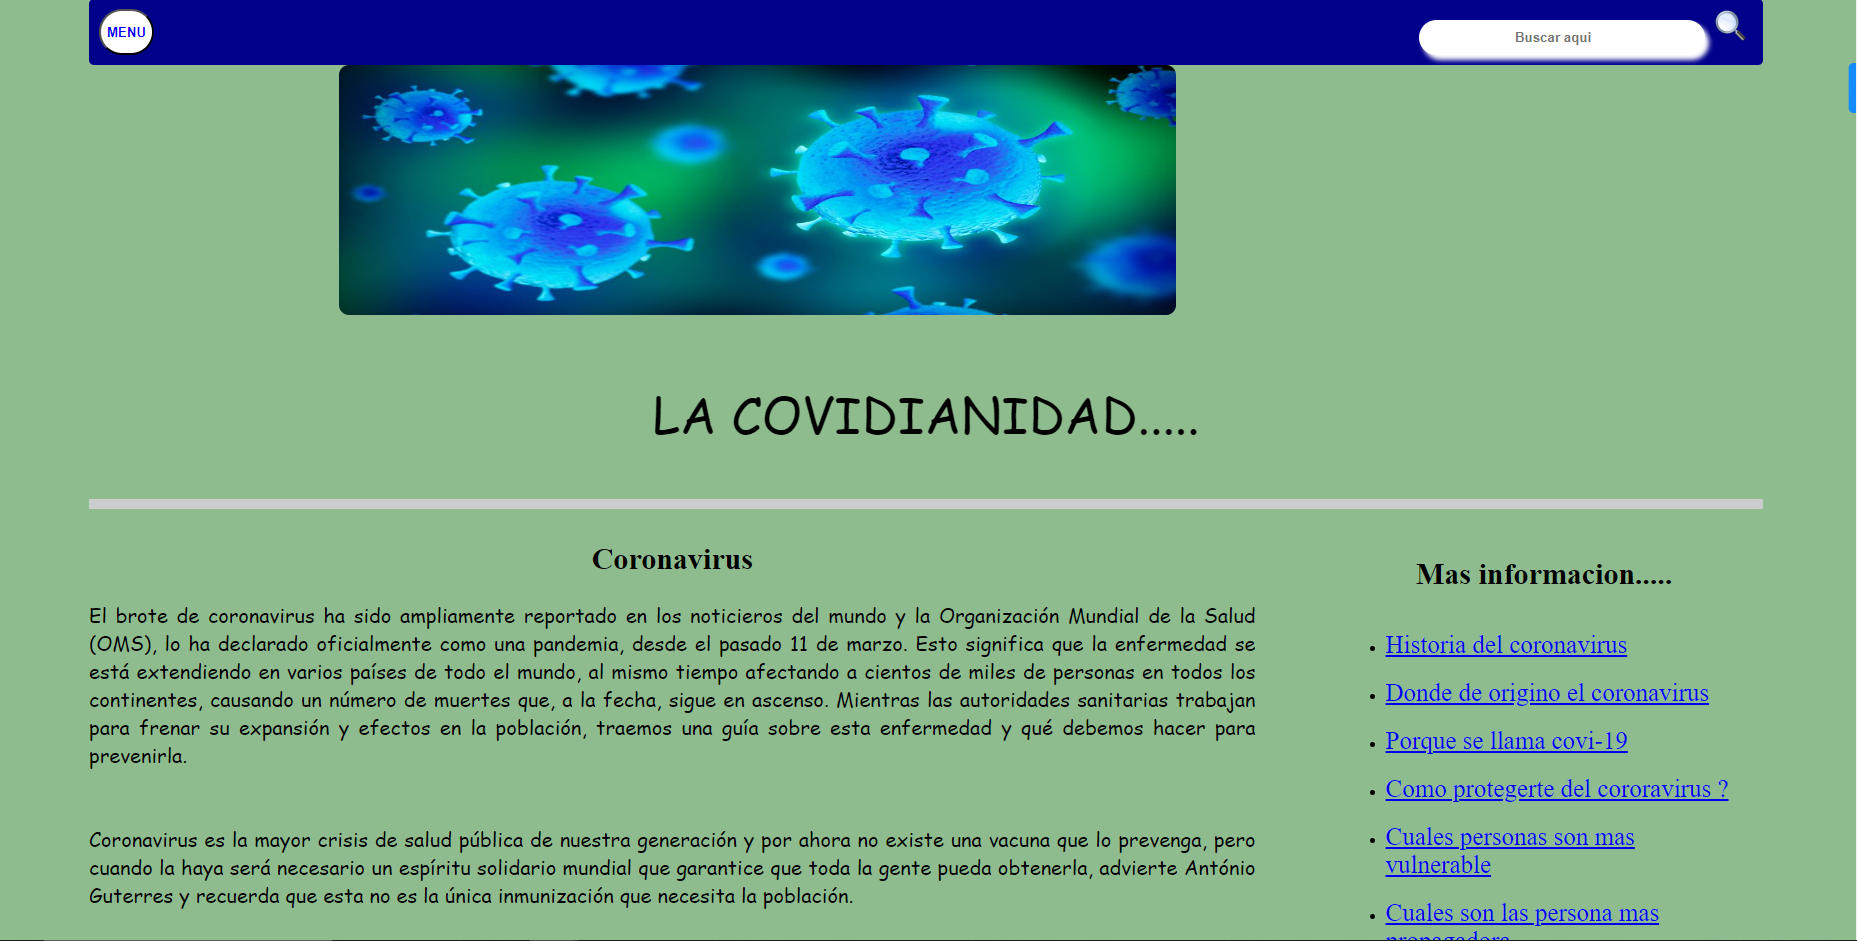 MENU
Buscar aqui
LA COVIDIANIDAD.....
Coronavirus
El brote de coronavirus ha sido ampliamente reportado en los noticieros del mundo y la Organización Mundial de la Salud
(OMS), lo ha declarado oficialmente como una pandemia, desde el pasado 11 de marzo. Esto significa que la enfermedad se
está extendiendo en varios países de todo el mundo, al mismo tiempo afectando a cientos de miles de personas en todos los
continentes, causando un número de muertes que, a la fecha, sigue en ascenso. Mientras las autoridades sanitarias trabajan
para frenar su expansión y efectos en la población, traemos una guía sobre esta enfermedad y qué debemos hacer para
prevenirla.
Coronavirus es la mayor crisis de salud pública de nuestra generación y por ahora no existe una vacuna que lo prevenga, pero
cuando la haya será necesario un espíritu solidario mundial que garantice que toda la gente pueda obtenerla, advierte António
Guterres y recuerda que esta no es la única inmunización que necesita la población.
Mas informacion.....
Historia del coronavirus
Donde de origino el coronavirus
Porque se llama covi-19
Como protegerte del cororavirus ?
Cuales personas son mas
vulnerable
Cuales son las persona mas
propagadora